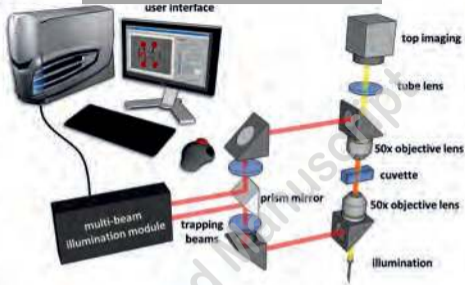 user interface
top imaging
tube lens
50x objective lens
cuvette
50x objective lens
illumination
prism mirror
trapping
beams
multi-beam
illumination module